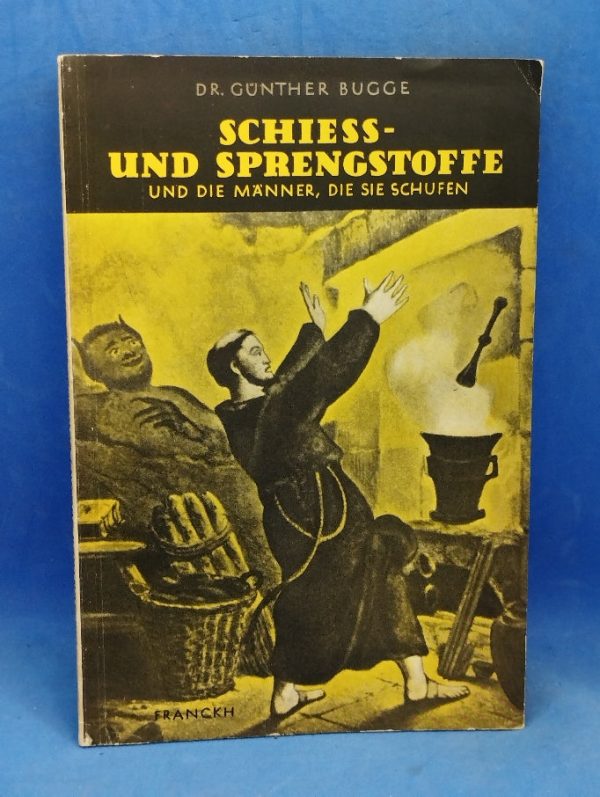 DR. GÜNTHER BUGGE
SCHIESS-
UND SPRENGSTOFFE
UND DIE MÄNNER, DIE SIE SCHUFEN
FRANCKH